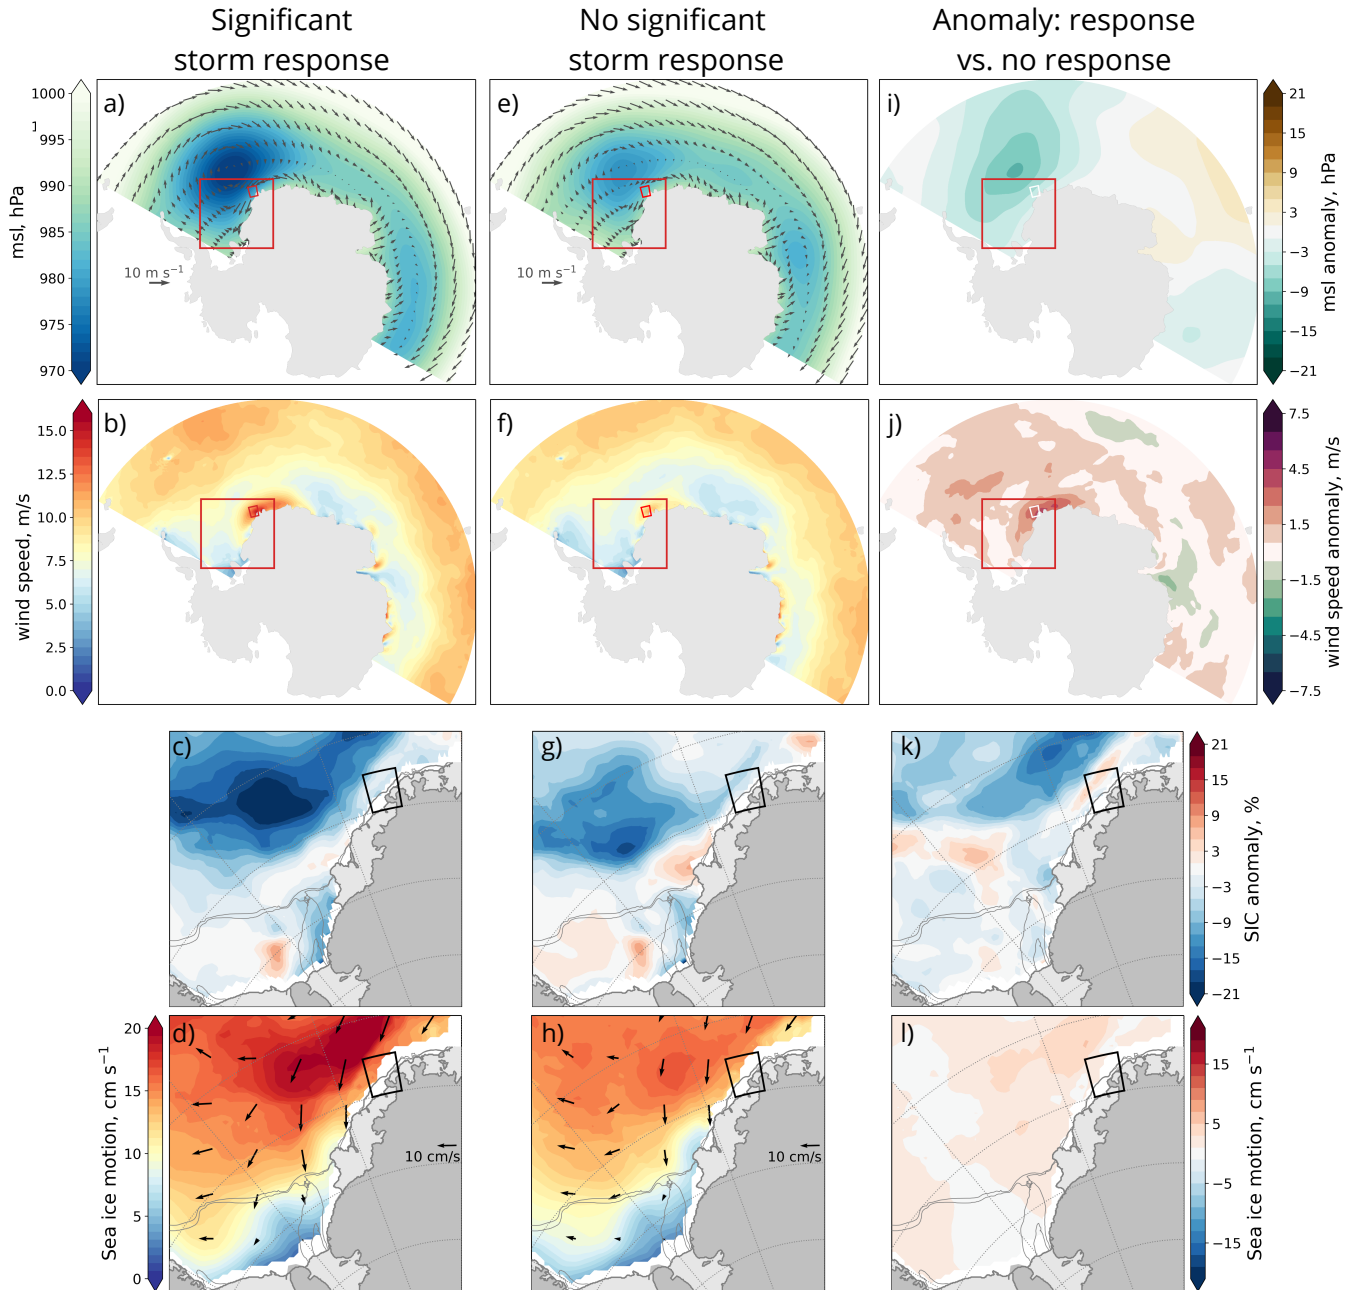 Significant
storm response
No significant
storm response
Anomaly: response
vs. no response
a)
e)
i)
1000
995
990
985
980
975
970
msl, hPa
10 m s⁻¹
10 m s⁻¹
21
15
9
3
−3
−9
−15
−21
msl anomaly, hPa
b)
f)
j)
15.0
12.5
10.0
7.5
5.0
2.5
0.0
wind speed, m/s
7.5
4.5
1.5
−1.5
−4.5
−7.5
wind speed anomaly, m/s
c)
g)
k)
21
15
9
3
−3
−9
−15
−21
SIC anomaly, %
d)
h)
l)
20
15
10
5
0
Sea ice motion, cm s⁻¹
10 cm/s
10 cm/s
15
5
−5
−15
Sea ice motion, cm s⁻¹